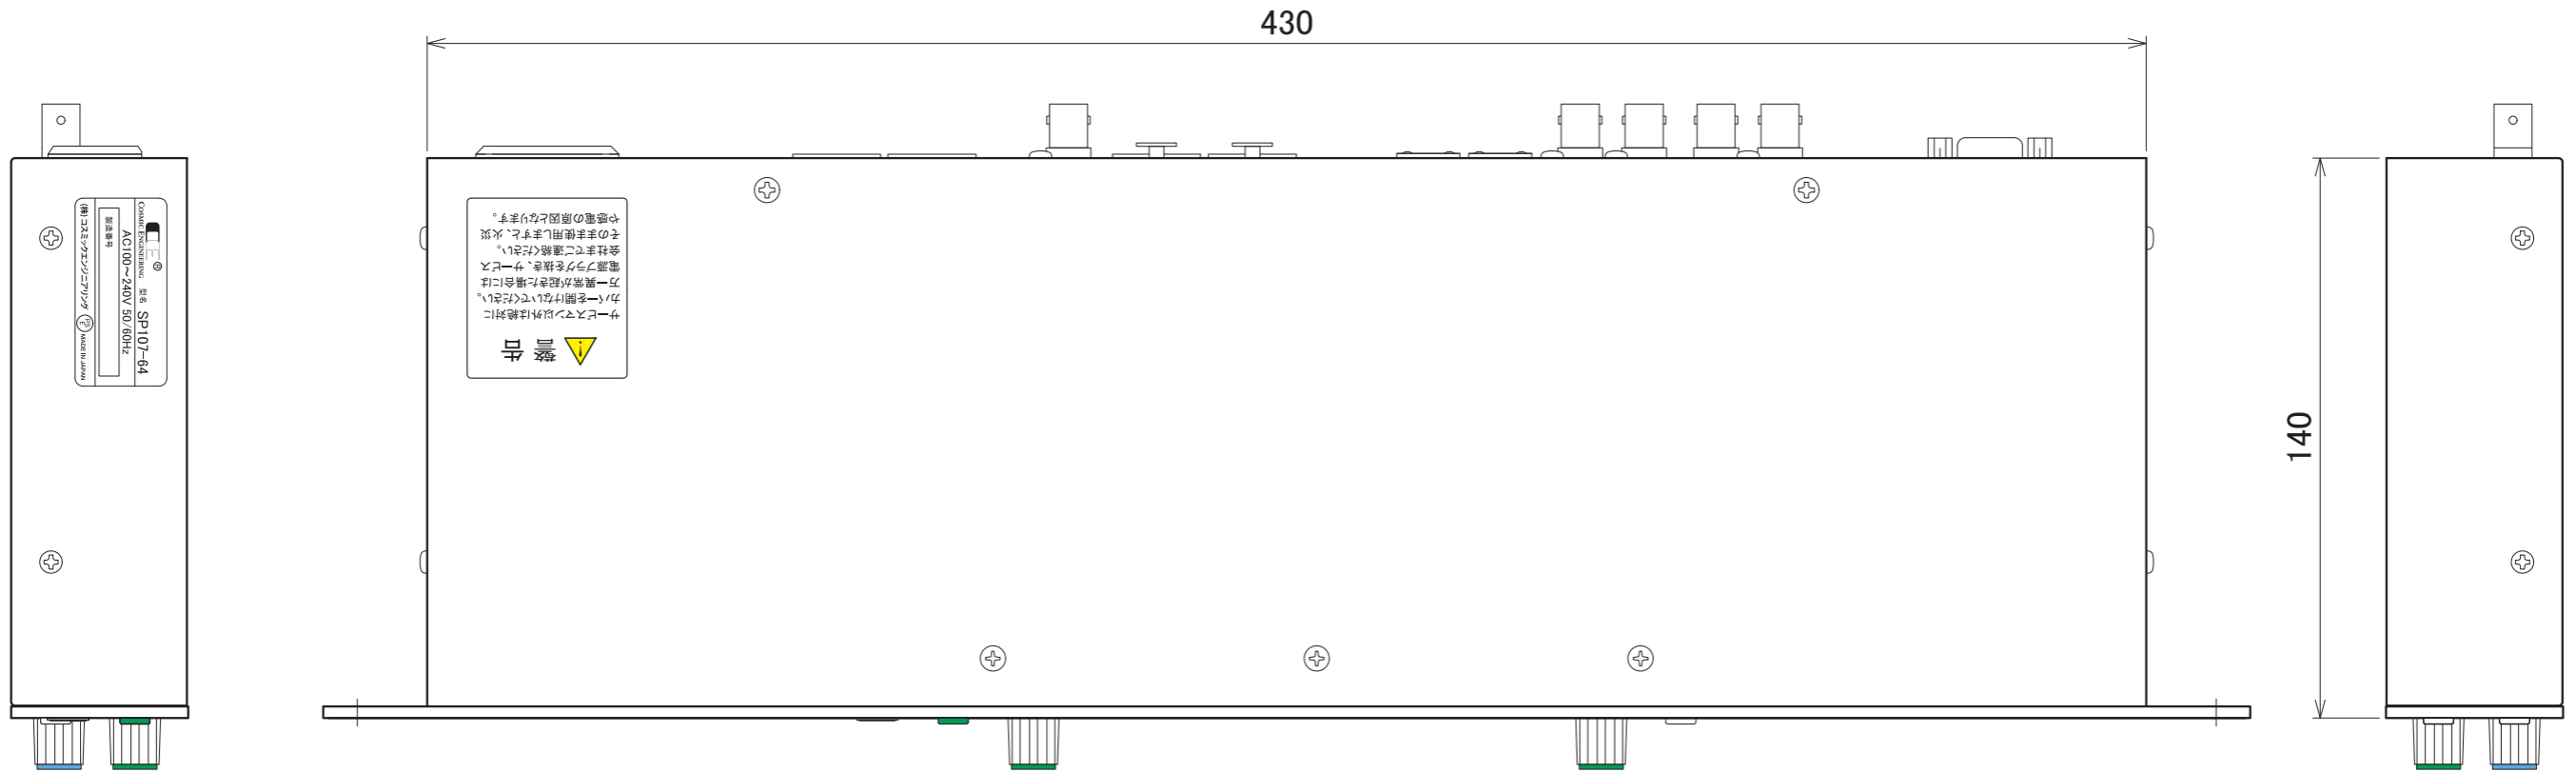 430
140
COSMIC ENGINEERING 型名 SP107-64
AC100～240V 50/60Hz
製造番号
(株)コスミックエンジニアリング PSE MADE IN JAPAN
®
警告
サービスマン以外は絶対に
カバーを開けないでください。
万一異常が起きた場合には
電源プラグを抜き、サービス
会社までご連絡ください。
そのまま使用しますと、火災
や感電の原因となります。